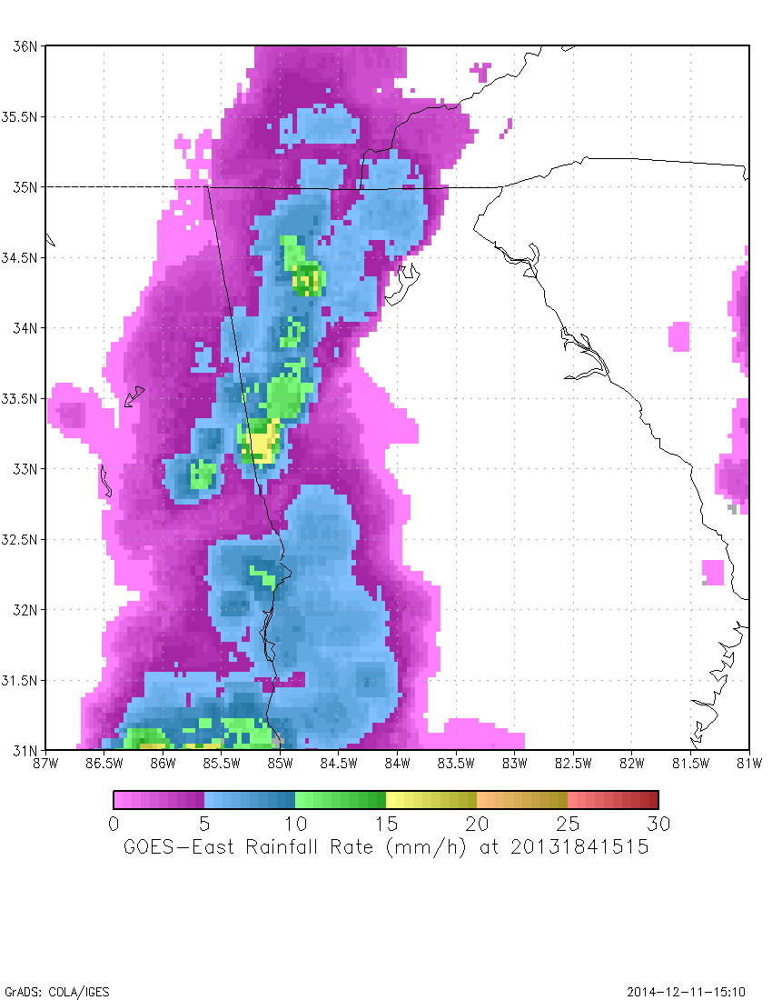 36N
35.5N
35N
34.5N
34N
33.5N
33N
32.5N
32N
31.5N
31N
87W 86.5W 86W 85.5W 85W 84.5W 84W 83.5W 83W 82.5W 82W 81.5W 81W
0 5 10 15 20 25 30
GOES-East Rainfall Rate (mm/h) at 20131841515
GrADS: COLA/IGES 2014-12-11-15:10